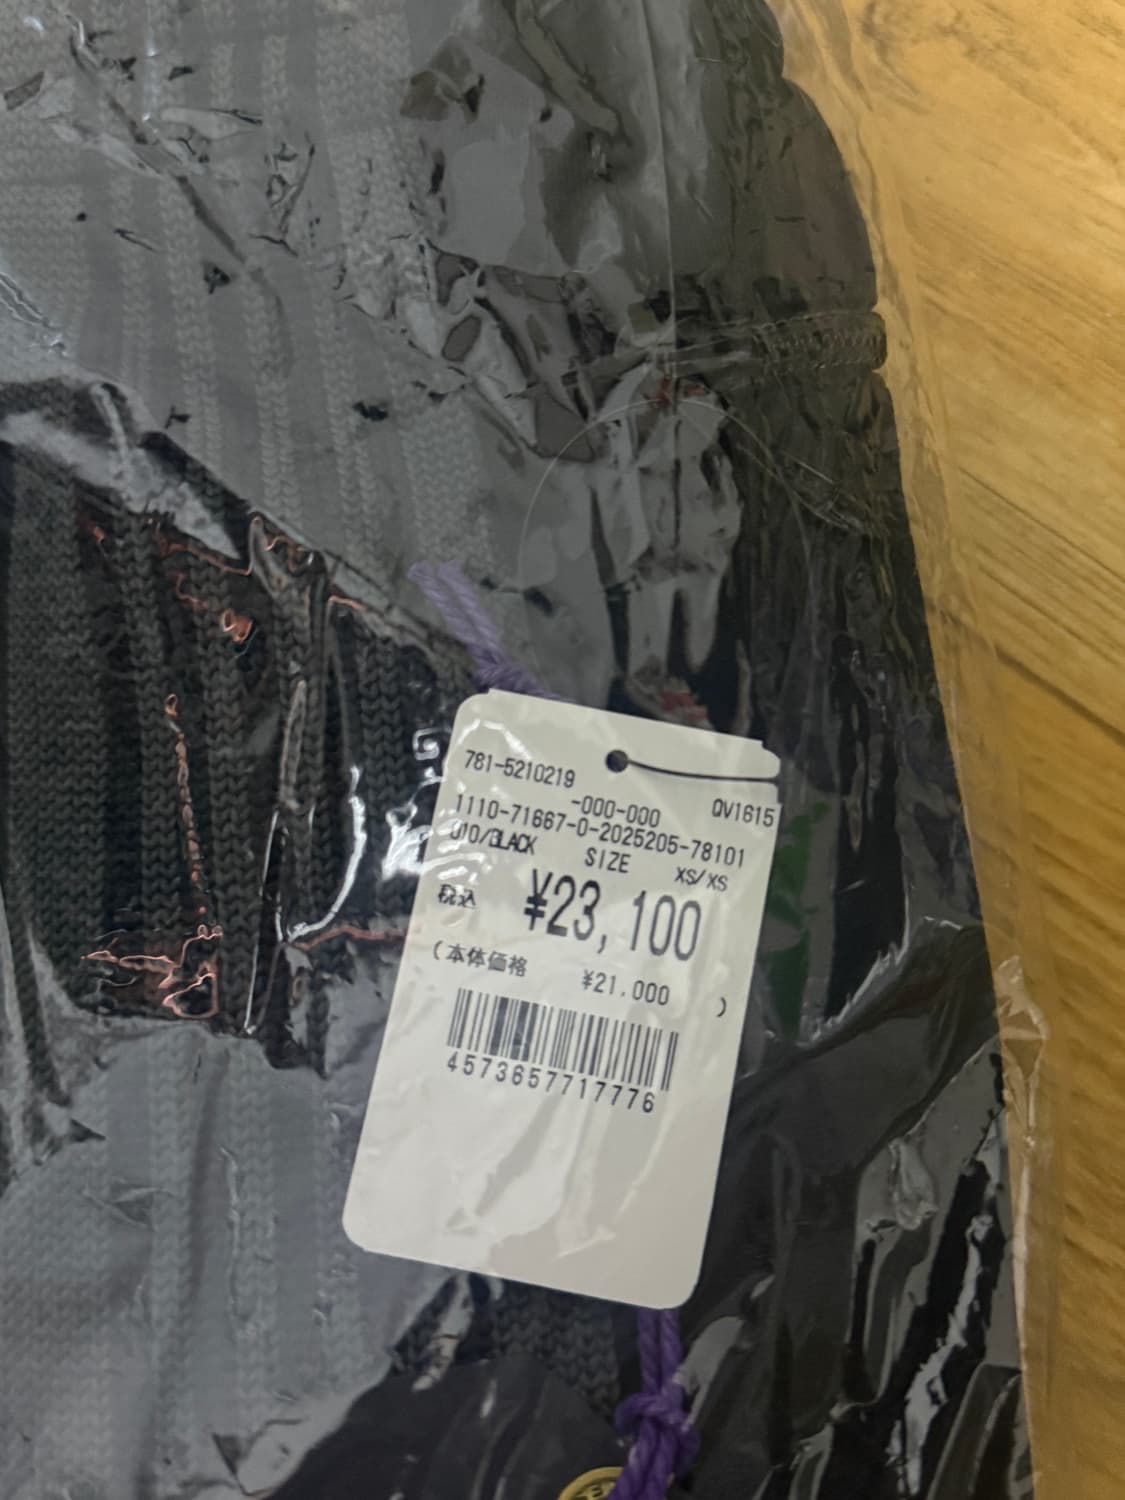 781-5210219
-000-000 QV1615
1110-71667-0-2025205-78101
010/BLACK SIZE XS/XS
税込 ¥23,100
(本体価格 ¥21,000 )
4573657717776